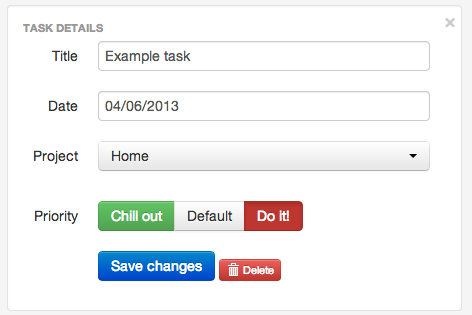 TASK DETAILS ×
Title Example task
Date 04/06/2013
Project Home
Priority Chill out Default Do it!
Save changes Delete